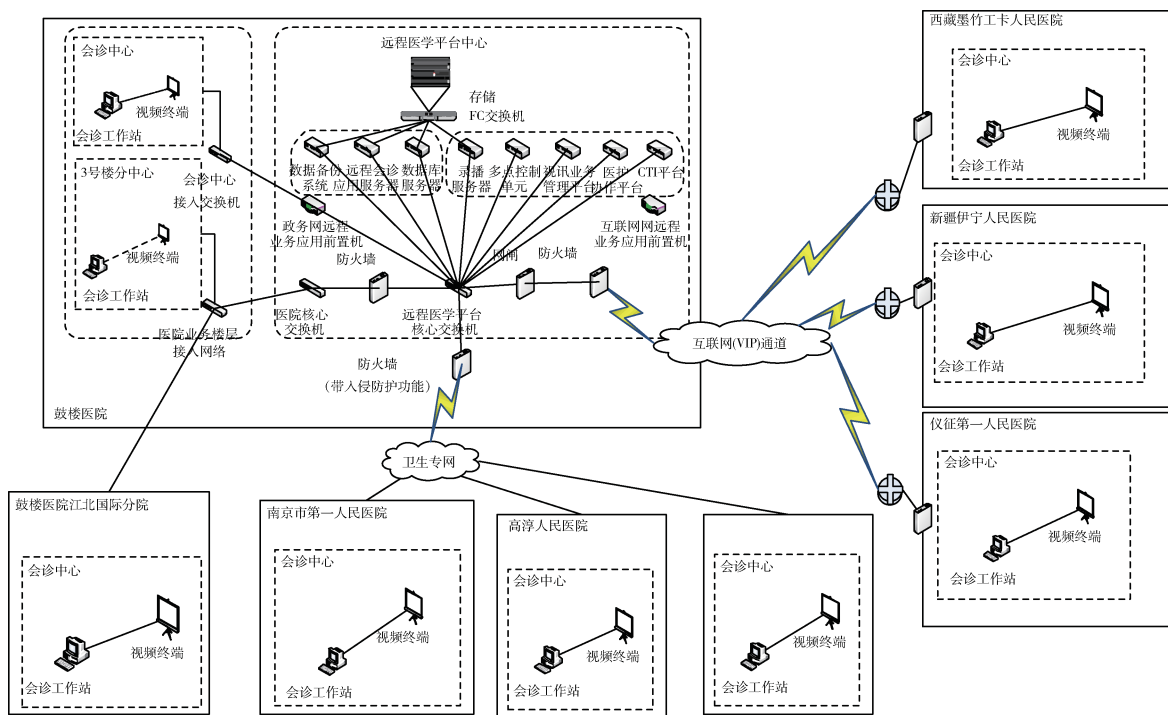 会诊中心
视频终端
会诊工作站
3号楼分中心
会诊中心
接入交换机
视频终端
会诊工作站
医院业务楼层
接入网络
远程医学平台中心
存储
FC交换机
数据备份
系统
远程会诊
应用服务器
数据库
服务器
录播
服务器
多点控制
单元
视讯业务
管理平台
医护
协作平台
CTI平台
政务网远程
业务应用前置机
互联网网远程
业务应用前置机
防火墙
网闸
防火墙
医院核心
交换机
远程医学平台
核心交换机
防火墙
(带入侵防护功能)
鼓楼医院
互联网(VIP)通道
卫生专网
西藏墨竹工卡人民医院
会诊中心
视频终端
会诊工作站
新疆伊宁人民医院
会诊中心
视频终端
会诊工作站
仪征第一人民医院
会诊中心
视频终端
会诊工作站
鼓楼医院江北国际分院
会诊中心
视频终端
会诊工作站
南京市第一人民医院
会诊中心
视频终端
会诊工作站
高淳人民医院
会诊中心
视频终端
会诊工作站
会诊中心
视频终端
会诊工作站